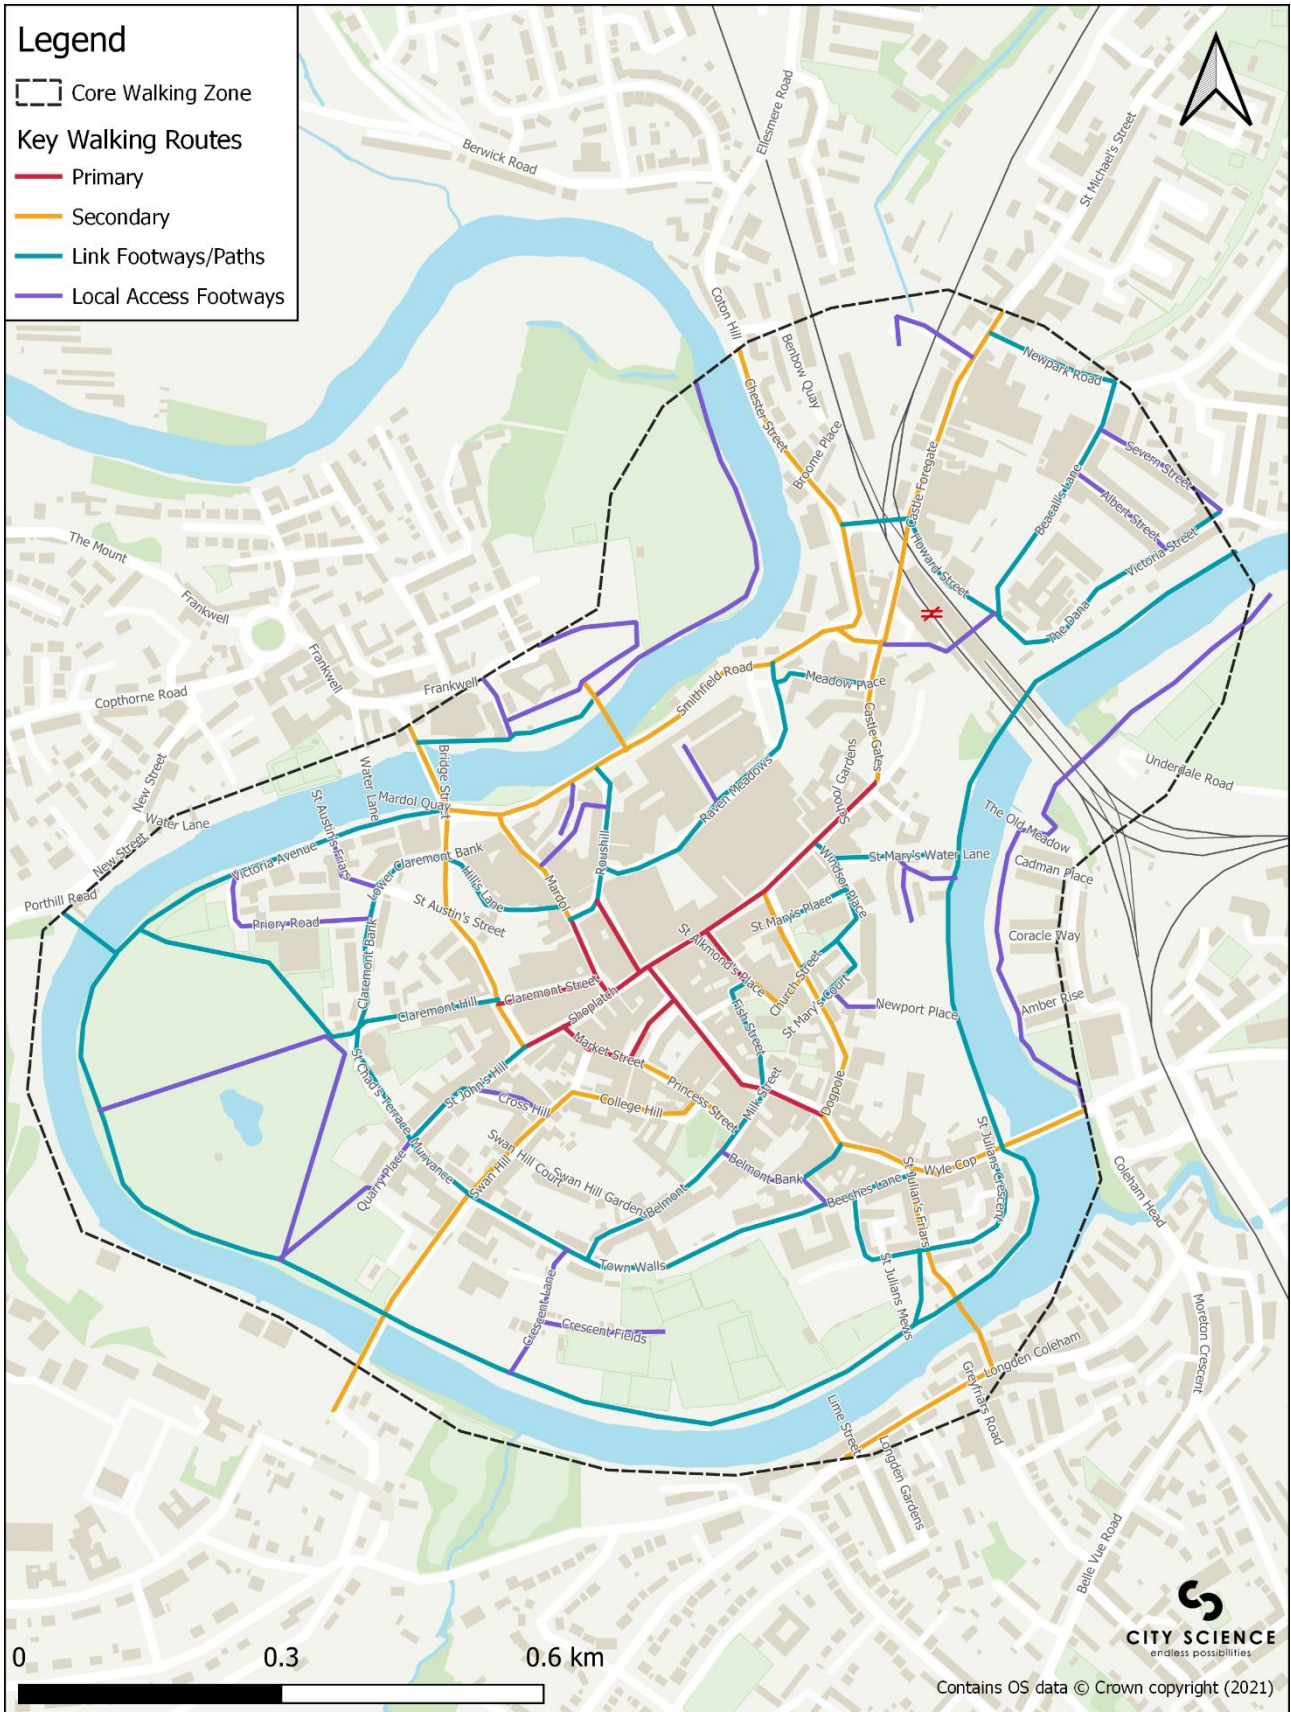 Legend
Core Walking Zone
Key Walking Routes
Primary
Secondary
Link Footways/Paths
Local Access Footways
Berwick Road
Ellesmere Road
St Michael's Street
Coton Hill
Benbow Quay
Newpark Road
Chester Street
Broome Place
Castle Foregate
Severn Street
Albert Street
Beacall's Lane
Victoria Street
Howard Street
The Dana
The Mount
Frankwell
Frankwell
Frankwell
Copthorne Road
Smithfield Road
Meadow Place
Castle Gates
New Street
Water Lane
Bridge Street
Mardol Quay
Water Lane
New Street
St Austin's Friars
Victoria Avenue
Lower Claremont Bank
Hill's Lane
Mardol
Roushill
Raven Meadows
School Gardens
Underdale Road
The Old Meadow
Cadman Place
St Mary's Water Lane
Windsor Place
Porthill Road
Priory Road
St Austin's Street
St Mary's Place
St Alkmond's Place
Church Street
St Mary's Court
Coracle Way
Claremont Bank
Claremont Hill
Claremont Street
Shoplatch
Fish Street
Newport Place
Amber Rise
St Chad's Terrace
Market Street
St John's Hill
Princess Street
Milk Street
Dogpole
Cross Hill
College Hill
Murivance
Swan Hill Court
Swan Hill Gardens
Swan Hill
Quarry Place
Belmont Bank
Belmont
Beeches Lane
Wyle Cop
St Julian's Friars
St Julians Crescent
Coleham Head
Town Walls
Crescent Lane
Crescent Fields
St Julians Mews
Longden Coleham
Greyfriars Road
Moreton Crescent
Lime Street
Longden Gardens
Belle Vue Road
CITY SCIENCE
endless possibilities
0 0.3 0.6 km
Contains OS data © Crown copyright (2021)